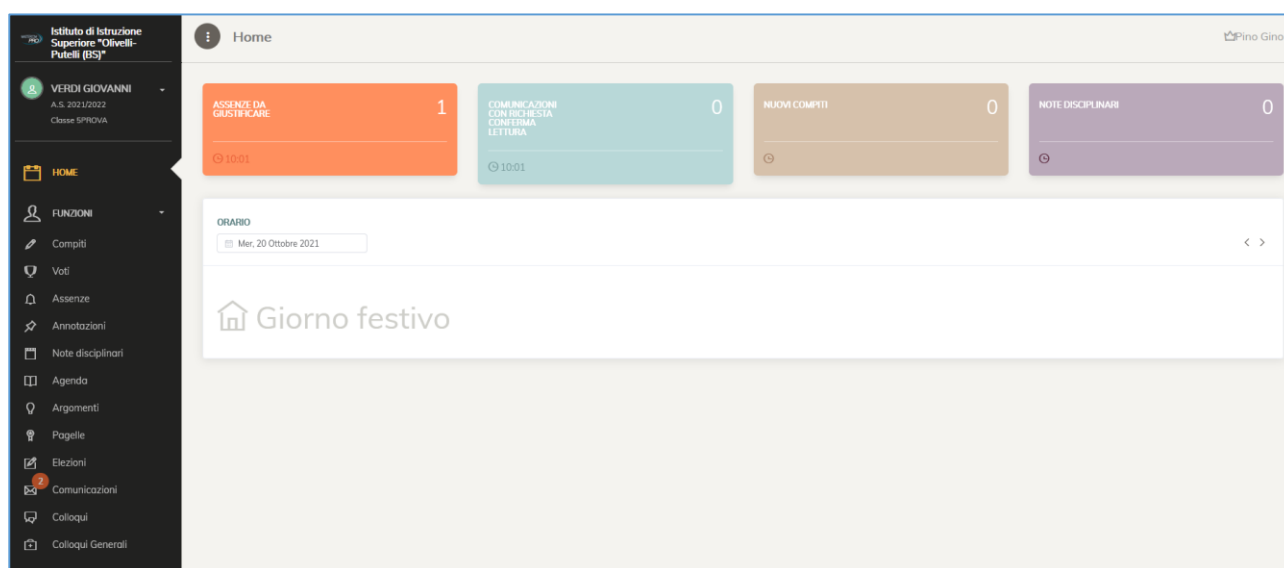 Istituto di Istruzione
Superiore "Olivelli-
Putelli (BS)"
VERDI GIOVANNI
A.S. 2021/2022
Classe SPROVA
HOME
FUNZIONI
Compiti
Voti
Assenze
Annotazioni
Note disciplinari
Agenda
Argomenti
Pagelle
Elezioni
2
Comunicazioni
Colloqui
Colloqui Generali
Home
Pino Gino
ASSENZE DA
GIUSTIFICARE
1
10:01
COMUNICAZIONI
CON RICHIESTA
CONFERMA
LETTURA
0
10:01
NUOVI COMPITI
0
NOTE DISCIPLINARI
0
ORARIO
Mer, 20 Ottobre 2021
Giorno festivo